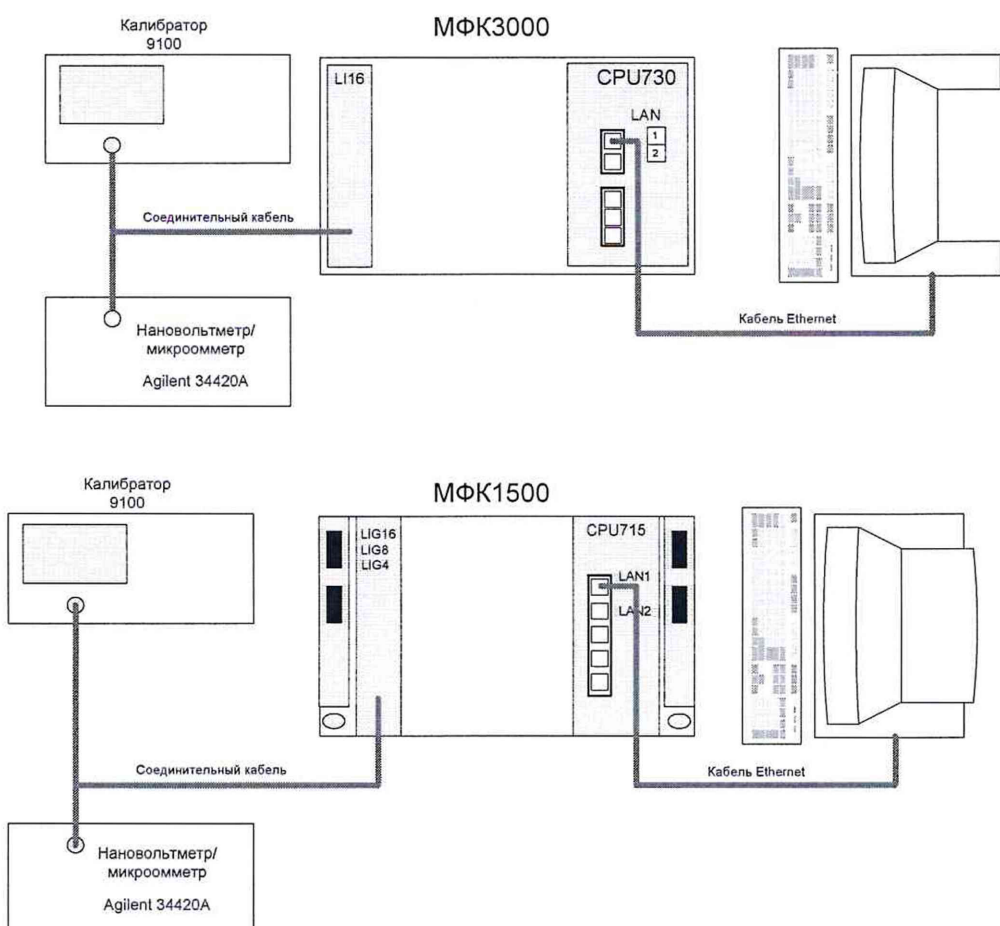 Калибратор
9100
МФК3000
LI16
CPU730
LAN
1
2
Соединительный кабель
Нановольтметр/
микроомметр
Agilent 34420A
Кабель Ethernet
Калибратор
9100
МФК1500
LIG16
LIG8
LIG4
CPU715
LAN1
LAN2
Соединительный кабель
Кабель Ethernet
Нановольтметр/
микроомметр
Agilent 34420A